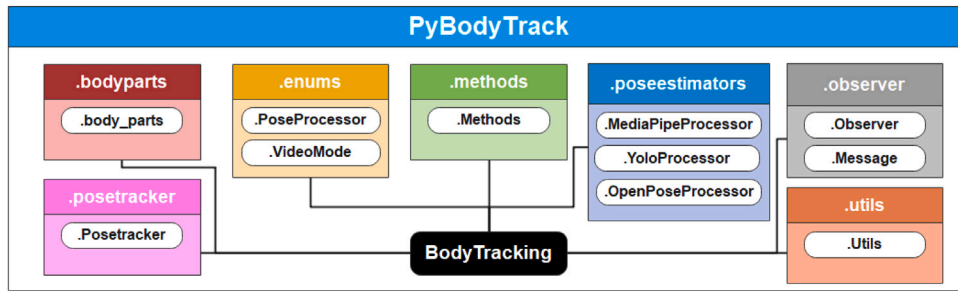 PyBodyTrack
.bodyparts
.body_parts
.enums
.PoseProcessor
.VideoMode
.methods
.Methods
.poseestimators
.MediaPipeProcessor
.YoloProcessor
.OpenPoseProcessor
.observer
.Observer
.Message
.posetracker
.Posetracker
BodyTracking
.utils
.Utils